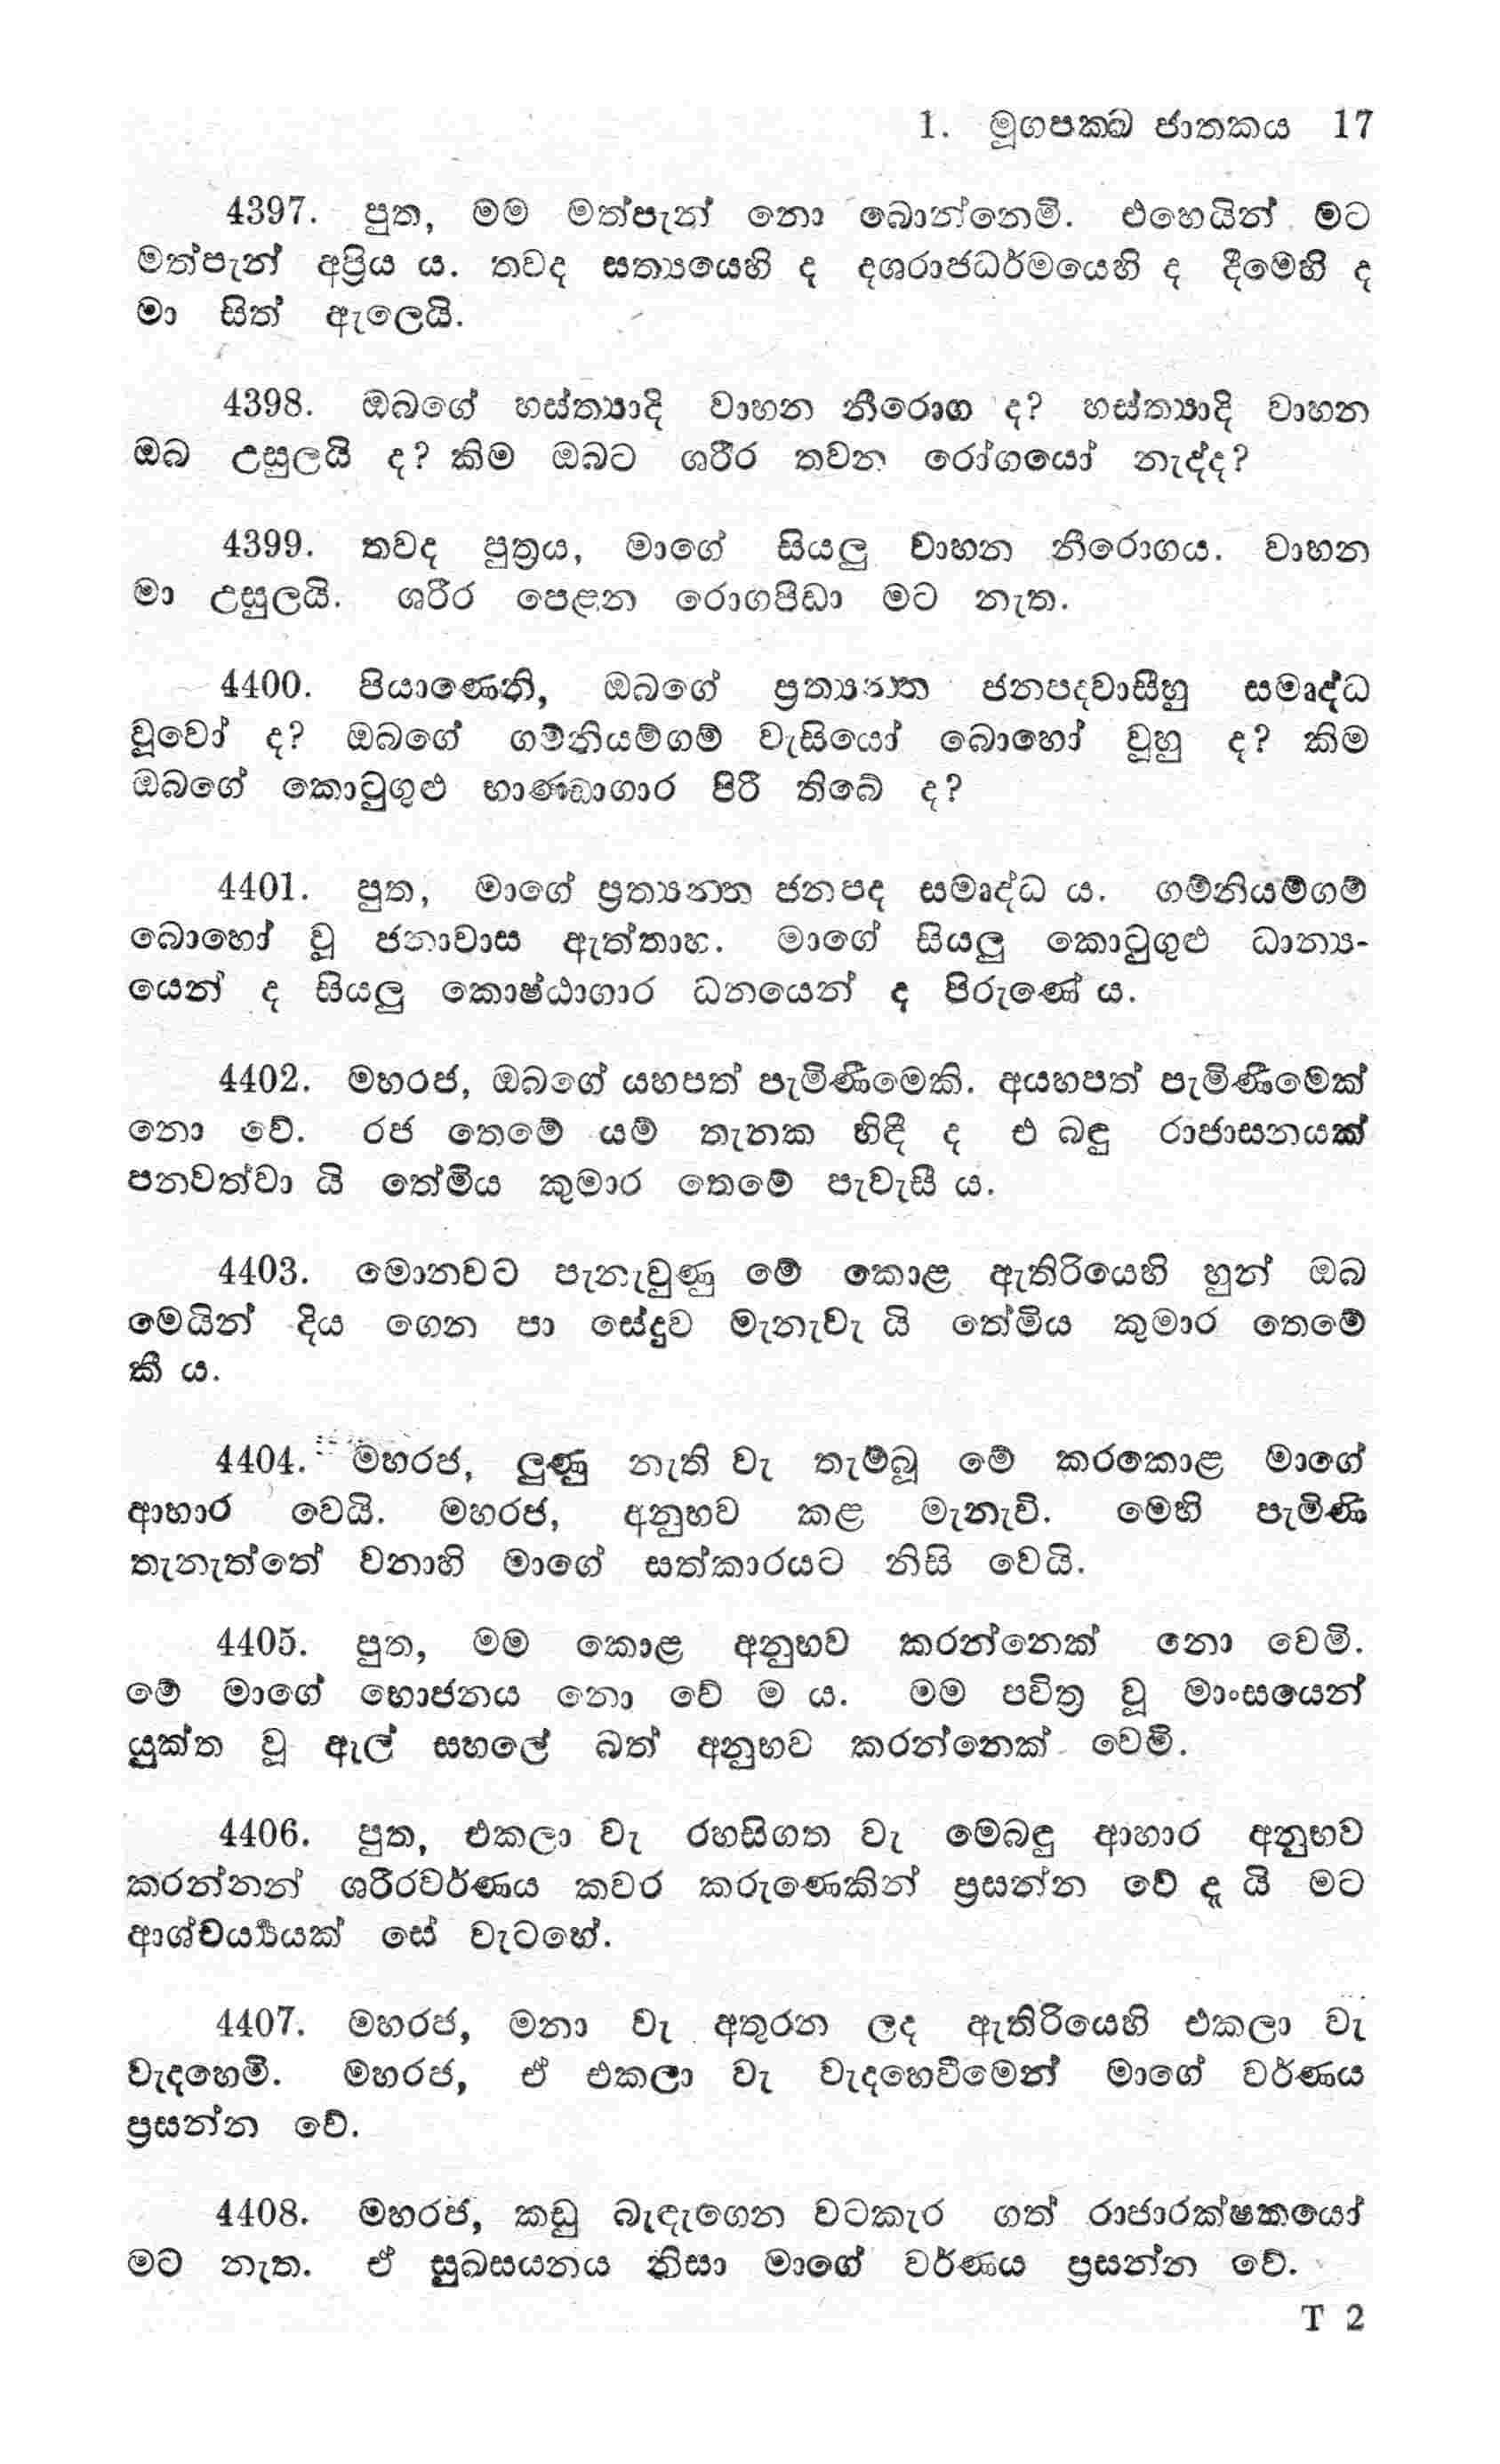 1. මූගපක්ඛ ජාතකය 17
4397. පුත, මම මත්පැන් නො බොන්නෙමි. එහෙයින් මට
මත්පැන් අප්‍රිය ය. තවද සත්‍යයෙහි ද දශරාජධර්මයෙහි ද දීමෙහි ද
මා සිත් ඇලෙයි.
4398. ඔබගේ හස්ත්‍යාදි වාහන නීරොග ද? හස්ත්‍යාදි වාහන
ඔබ උසුලයි ද? කිම ඔබට ශරීර තවන රෝගයෝ නැද්ද?
4399. තවද පුත්‍රය, මාගේ සියලු වාහන නීරොගය. වාහන
මා උසුලයි. ශරීර පෙළන රොගපීඩා මට නැත.
4400. පියාණෙනි, ඔබගේ ප්‍රත්‍යන්ත ජනපදවාසීහු සමෘද්ධ
වූවෝ ද? ඔබගේ ගම්නියම්ගම් වැසියෝ බොහෝ වූහු ද? කිම
ඔබගේ කොටුගුළු භාණ්ඩාගාර පිරී තිබේ ද?
4401. පුත, මාගේ ප්‍රත්‍යන්ත ජනපද සමෘද්ධ ය. ගම්නියම්ගම්
බොහෝ වූ ජනාවාස ඇත්තාහ. මාගේ සියලු කොටුගුළු ධාන්‍ය-
යෙන් ද සියලු කොෂ්ඨාගාර ධනයෙන් ද පිරුණේ ය.
4402. මහරජ, ඔබගේ යහපත් පැමිණීමෙකි. අයහපත් පැමිණීමෙක්
නො වේ. රජ තෙමේ යම් තැනක හිඳී ද එ බඳු රාජාසනයක්
පනවත්වා යි තේමිය කුමාර තෙමේ පැවැසී ය.
4403. මොනවට පැනැවුණු මේ කොළ ඇතිරියෙහි හුන් ඔබ
මෙයින් දිය ගෙන පා සේදුව මැනැවැ යි තේමිය කුමාර තෙමේ
කී ය.
4404. මහරජ, ලුණු නැති වැ තැම්බූ මේ කරකොළ මාගේ
ආහාර වෙයි. මහරජ, අනුභව කළ මැනැවි. මෙහි පැමිණි
තැනැත්තේ වනාහි මාගේ සත්කාරයට නිසි වෙයි.
4405. පුත, මම කොළ අනුභව කරන්නෙක් නො වෙමි.
මේ මාගේ භොජනය නො වේ ම ය. මම පවිත්‍ර වූ මාංසයෙන්
යුක්ත වූ ඇල් සහලේ බත් අනුභව කරන්නෙක් වෙමි.
4406. පුත, එකලා වැ රහසිගත වැ මෙබඳු ආහාර අනුභව
කරන්නන් ශරීරවර්ණය කවර කරුණෙකින් ප්‍රසන්න වේ දැ යි මට
ආශ්චර්‍ය්‍යයක් සේ වැටහේ.
4407. මහරජ, මනා වැ අතුරන ලද ඇතිරියෙහි එකලා වැ
වැදහෙමි. මහරජ, ඒ එකලා වැ වැදහෙවීමෙන් මාගේ වර්ණය
ප්‍රසන්න වේ.
4408. මහරජ, කඩු බැඳැගෙන වටකැර ගත් රාජාරක්ෂකයෝ
මට නැත. ඒ සුඛසයනය නිසා මාගේ වර්ණය ප්‍රසන්න වේ.
T 2